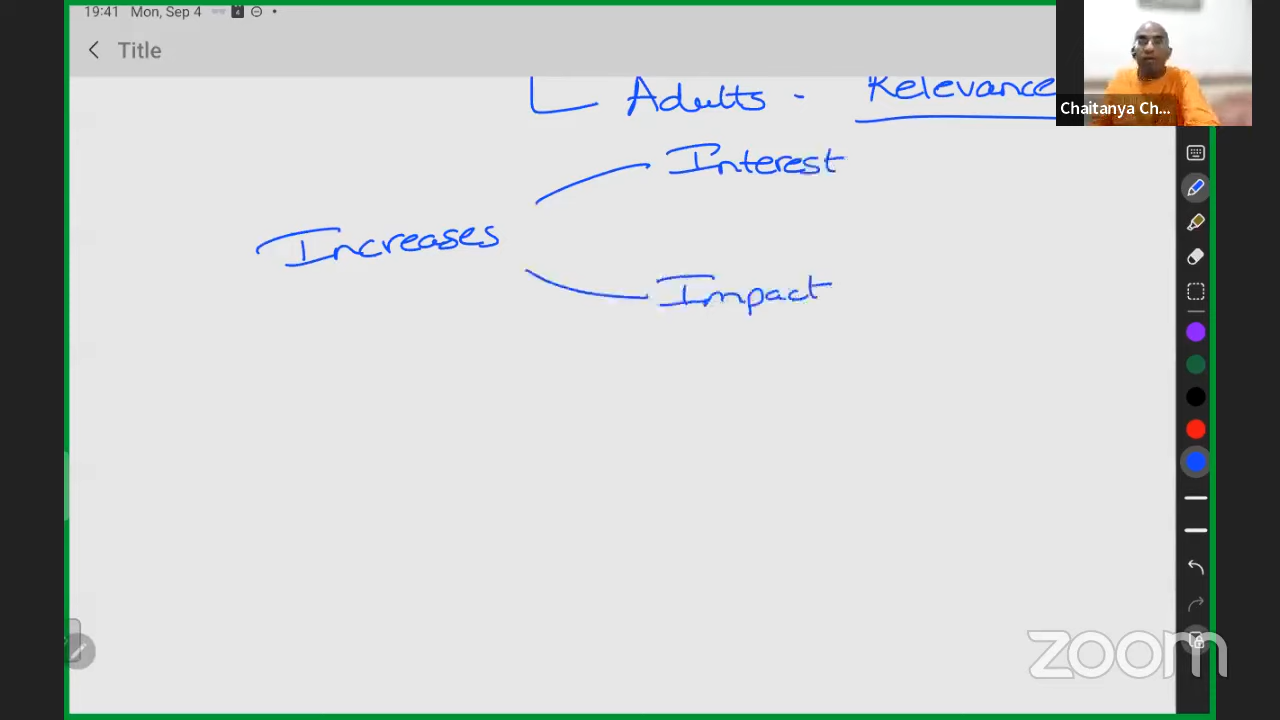 19:41 Mon, Sep 4
Title
Adults - Relevance
Chaitanya Ch...
Interest
Increases
Impact
zoom